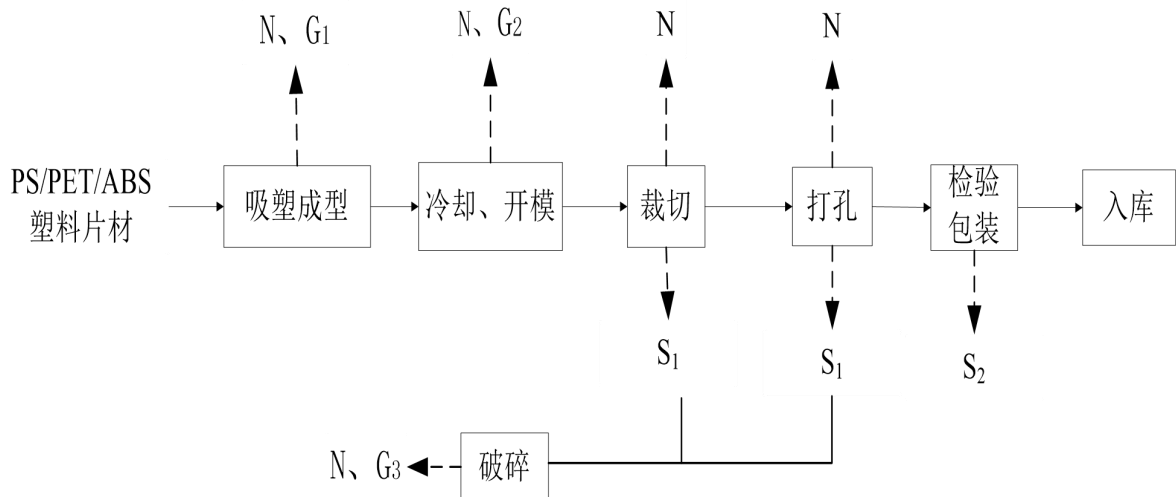 N、G₁
N、G₂
N
N
PS/PET/ABS
塑料片材
吸塑成型
冷却、开模
裁切
打孔
检验
包装
入库
S₁
S₁
S₂
N、G₃
破碎